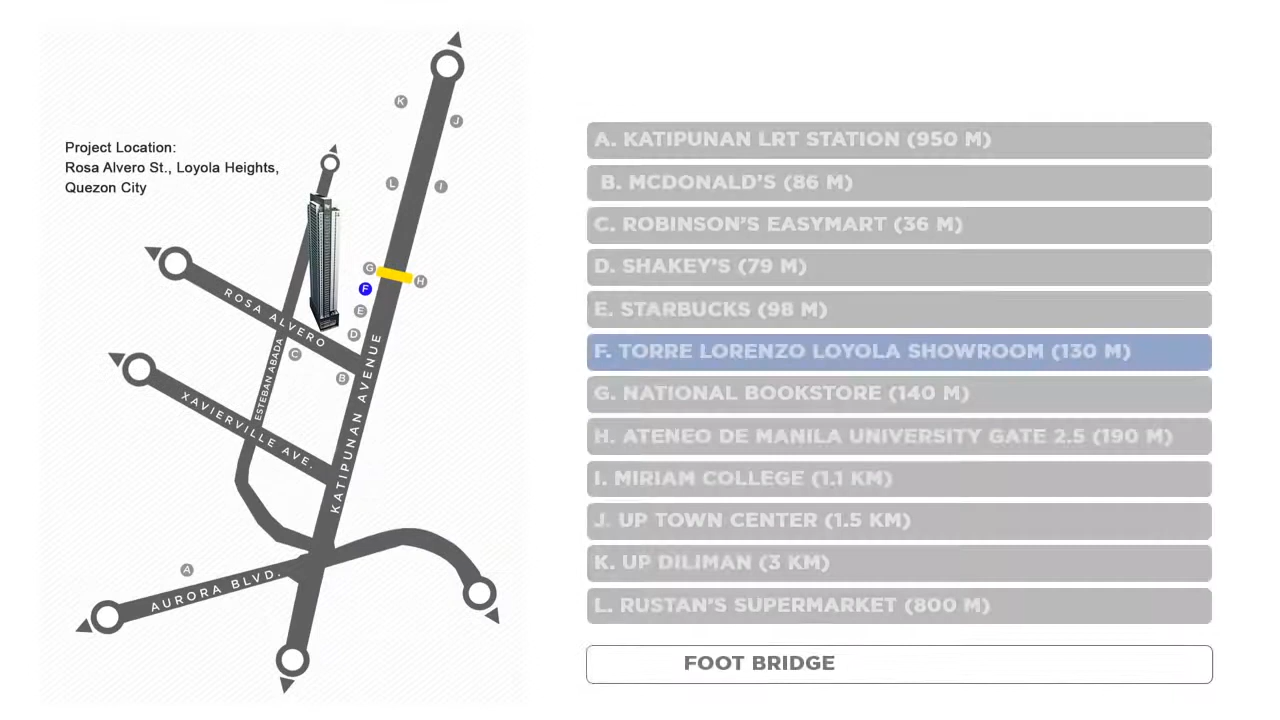 Project Location:
Rosa Alvero St., Loyola Heights,
Quezon City
K
J
L
I
G
H
F
E
D
C
B
A
ROSA ALVERO
ESTEBAN ABADA
XAVIERVILLE AVE.
KATIPUNAN AVENUE
AURORA BLVD.
A. KATIPUNAN LRT STATION (950 M)
B. MCDONALD'S (86 M)
C. ROBINSON'S EASYMART (36 M)
D. SHAKEY'S (79 M)
E. STARBUCKS (98 M)
F. TORRE LORENZO LOYOLA SHOWROOM (130 M)
G. NATIONAL BOOKSTORE (140 M)
H. ATENEO DE MANILA UNIVERSITY GATE 2.5 (190 M)
I. MIRIAM COLLEGE (1.1 KM)
J. UP TOWN CENTER (1.5 KM)
K. UP DILIMAN (3 KM)
L. RUSTAN'S SUPERMARKET (800 M)
FOOT BRIDGE